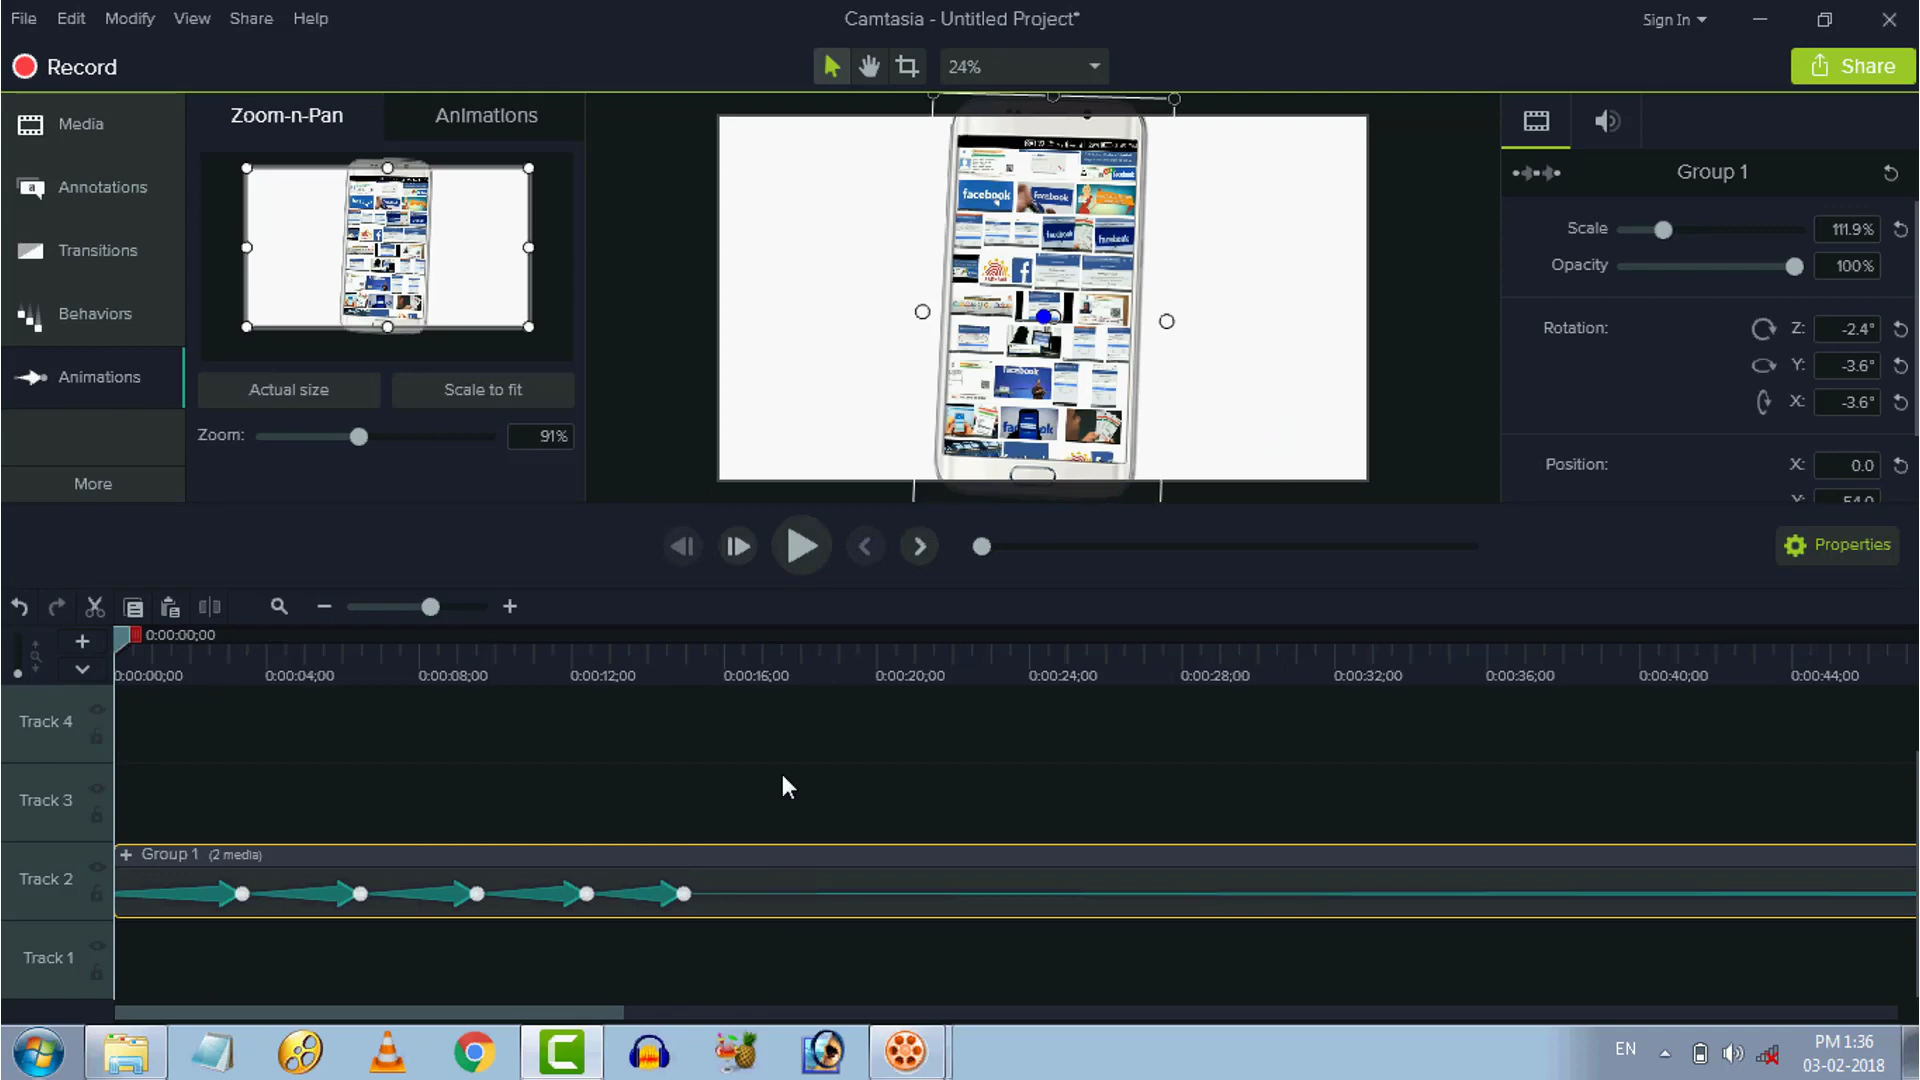 File Edit Modify View Share Help
Camtasia - Untitled Project*
Sign In
Record
24%
Share
Media
Annotations
Transitions
Behaviors
Animations
More
Zoom-n-Pan
Animations
Actual size
Scale to fit
Zoom:
91%
facebook
facebook
facebook
facebook
facebook
Group 1
Scale
111.9%
Opacity
100%
Rotation:
Z:
-2.4°
Y:
-3.6°
X:
-3.6°
Position:
X:
0.0
Properties
0:00:00;00
0:00:00;00 0:00:04;00 0:00:08;00 0:00:12;00 0:00:16;00 0:00:20;00 0:00:24;00 0:00:28;00 0:00:32;00 0:00:36;00 0:00:40;00 0:00:44;00
Track 4
Track 3
Group 1 (2 media)
Track 2
Track 1
EN
PM 1:36
03-02-2018